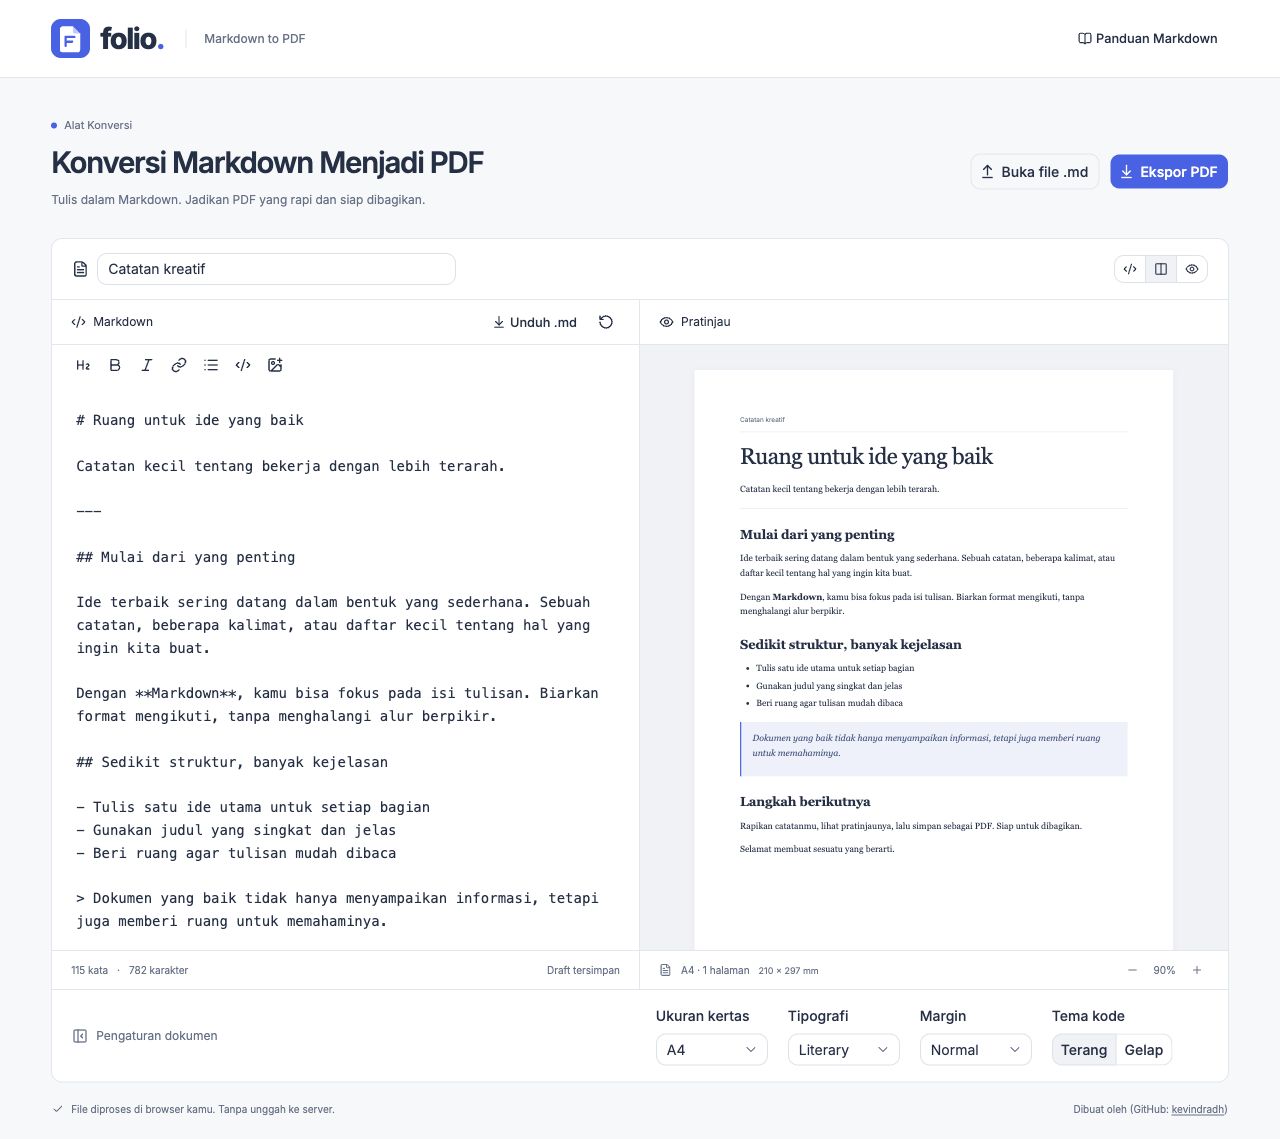 folio.
Markdown to PDF
Panduan Markdown
Alat Konversi
Konversi Markdown Menjadi PDF
Tulis dalam Markdown. Jadikan PDF yang rapi dan siap dibagikan.
Buka file .md
Ekspor PDF
Catatan kreatif
Markdown
Unduh .md
H2
# Ruang untuk ide yang baik
Catatan kecil tentang bekerja dengan lebih terarah.
---
## Mulai dari yang penting
Ide terbaik sering datang dalam bentuk yang sederhana. Sebuah
catatan, beberapa kalimat, atau daftar kecil tentang hal yang
ingin kita buat.
Dengan **Markdown**, kamu bisa fokus pada isi tulisan. Biarkan
format mengikuti, tanpa menghalangi alur berpikir.
## Sedikit struktur, banyak kejelasan
- Tulis satu ide utama untuk setiap bagian
- Gunakan judul yang singkat dan jelas
- Beri ruang agar tulisan mudah dibaca
> Dokumen yang baik tidak hanya menyampaikan informasi, tetapi
juga memberi ruang untuk memahaminya.
115 kata · 782 karakter
Draft tersimpan
Pratinjau
Catatan kreatif
Ruang untuk ide yang baik
Catatan kecil tentang bekerja dengan lebih terarah.
Mulai dari yang penting
Ide terbaik sering datang dalam bentuk yang sederhana. Sebuah catatan, beberapa kalimat, atau
daftar kecil tentang hal yang ingin kita buat.
Dengan Markdown, kamu bisa fokus pada isi tulisan. Biarkan format mengikuti, tanpa
menghalangi alur berpikir.
Sedikit struktur, banyak kejelasan
• Tulis satu ide utama untuk setiap bagian
• Gunakan judul yang singkat dan jelas
• Beri ruang agar tulisan mudah dibaca
Dokumen yang baik tidak hanya menyampaikan informasi, tetapi juga memberi ruang
untuk memahaminya.
Langkah berikutnya
Rapikan catatanmu, lihat pratinjaunya, lalu simpan sebagai PDF. Siap untuk dibagikan.
Selamat membuat sesuatu yang berarti.
A4 · 1 halaman 210 × 297 mm
− 90% +
Pengaturan dokumen
Ukuran kertas
A4
Tipografi
Literary
Margin
Normal
Tema kode
Terang
Gelap
File diproses di browser kamu. Tanpa unggah ke server.
Dibuat oleh (GitHub: kevindradh)